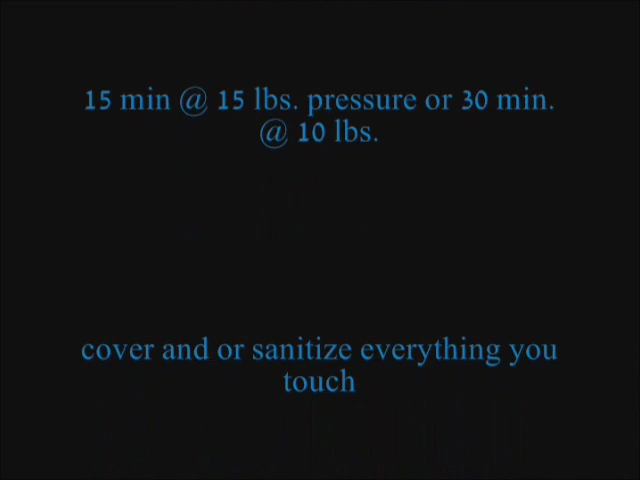 15 min @ 15 lbs. pressure or 30 min.
@ 10 lbs.
cover and or sanitize everything you
touch